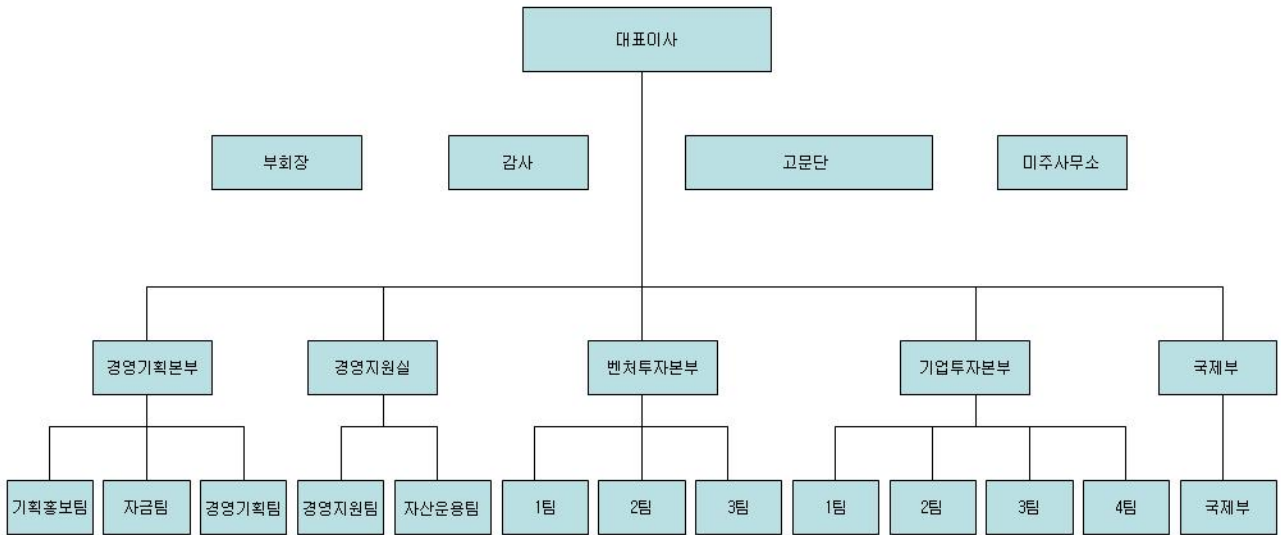 대표이사
부회장
감사
고문단
미주사무소
경영기획본부
경영지원실
벤처투자본부
기업투자본부
국제부
기획홍보팀
자금팀
경영기획팀
경영지원팀
자산운용팀
1팀
2팀
3팀
1팀
2팀
3팀
4팀
국제부